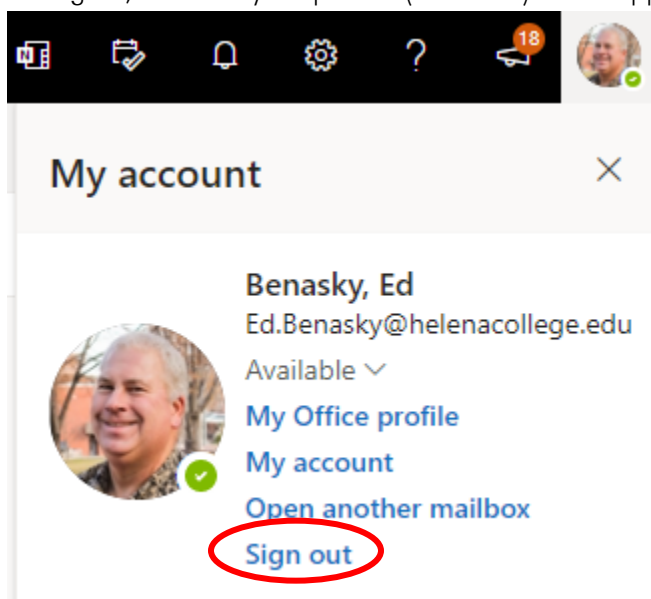 18
My account
Benasky, Ed
Ed.Benasky@helenacollege.edu
Available
My Office profile
My account
Open another mailbox
Sign out